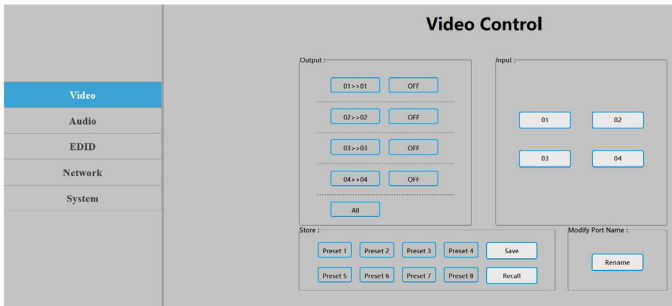 Video Control
Video
Audio
EDID
Network
System
Output :
01>>01 OFF
02>>02 OFF
03>>03 OFF
04>>04 OFF
All
Input :
01 02
03 04
Store :
Preset 1 Preset 2 Preset 3 Preset 4 Save
Preset 5 Preset 6 Preset 7 Preset 8 Recall
Modify Port Name :
Rename